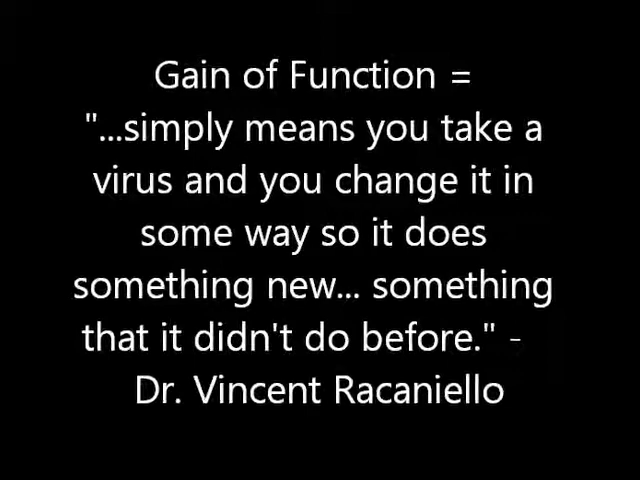 Gain of Function =
"...simply means you take a
virus and you change it in
some way so it does
something new... something
that it didn't do before." -
Dr. Vincent Racaniello